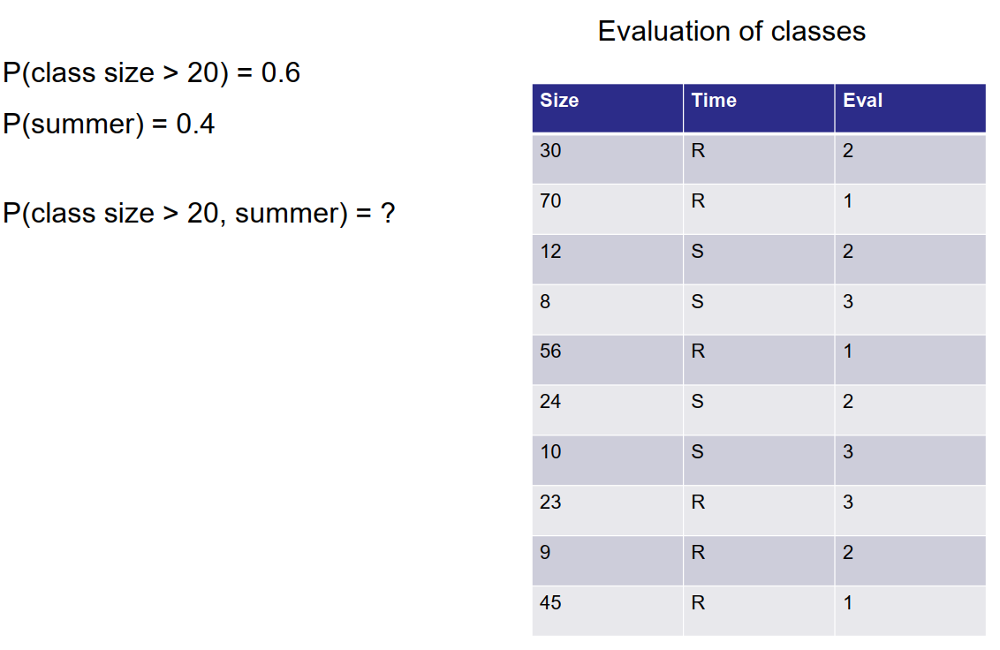 Evaluation of classes
P(class size > 20) = 0.6
P(summer) = 0.4
P(class size > 20, summer) = ?
Size Time Eval
30 R 2
70 R 1
12 S 2
8 S 3
56 R 1
24 S 2
10 S 3
23 R 3
9 R 2
45 R 1